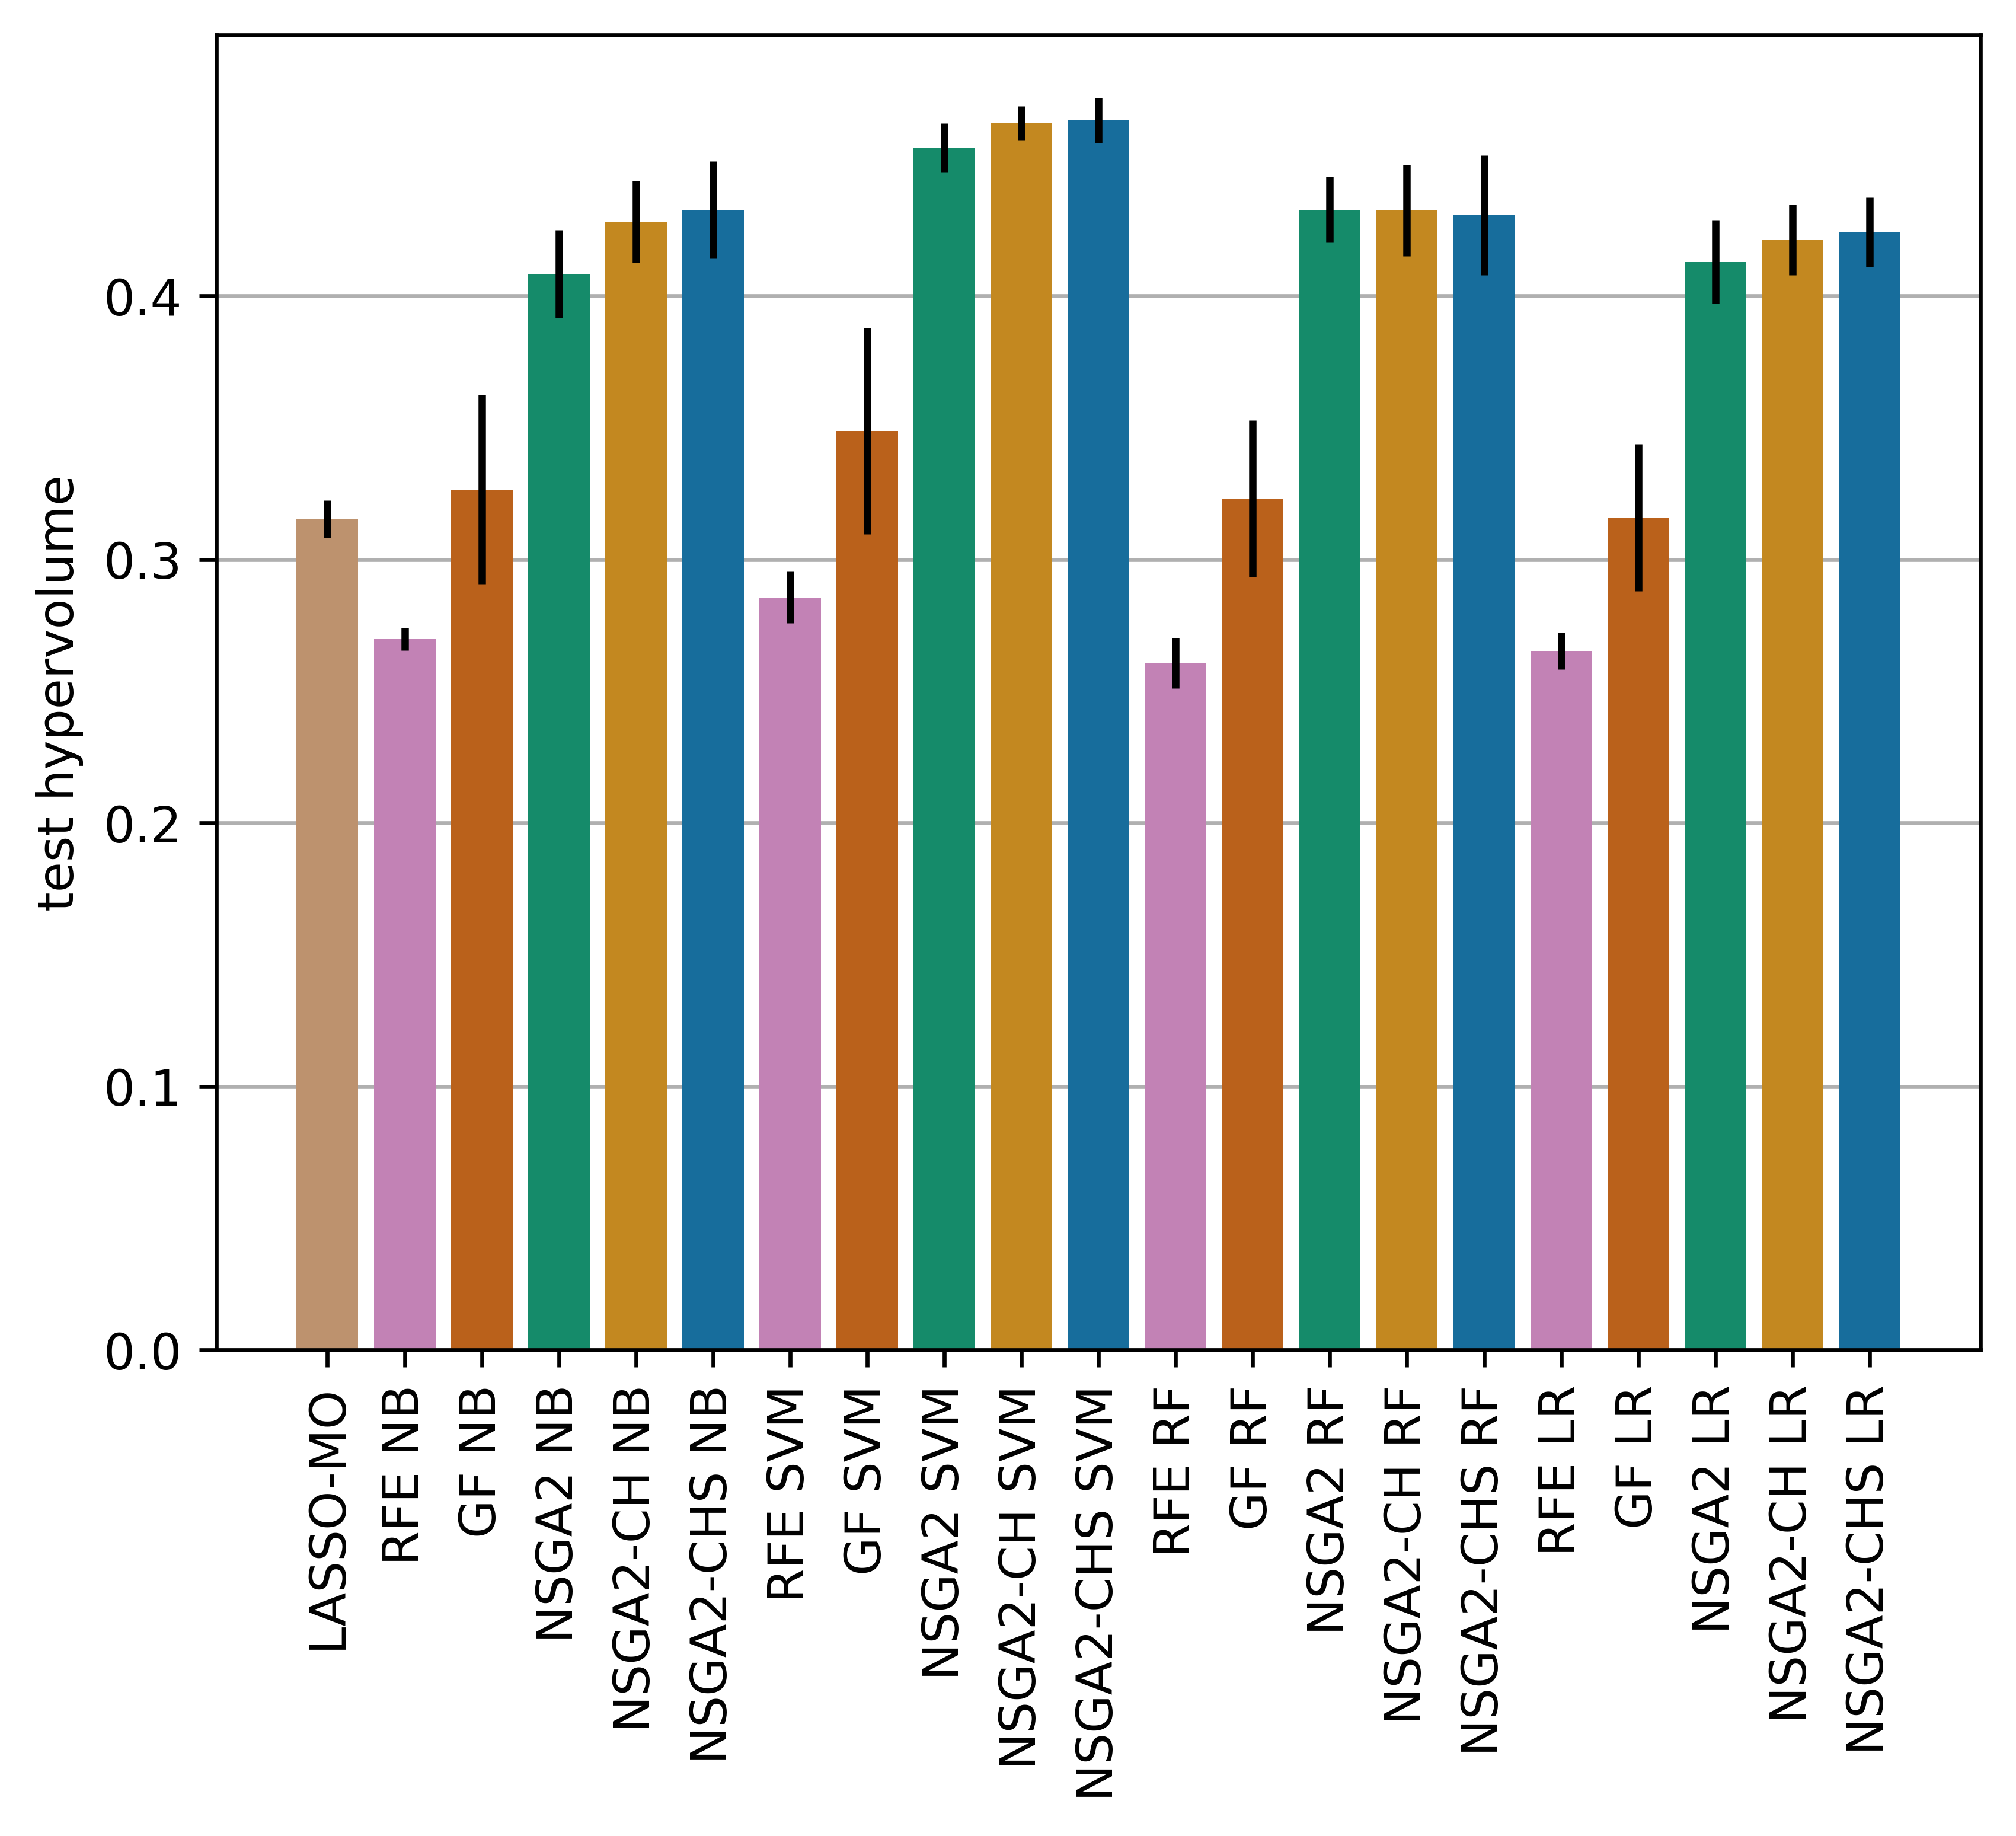 test hypervolume
0.4
0.3
0.2
0.1
0.0
LASSO-MO
RFE NB
GF NB
NSGA2 NB
NSGA2-CH NB
NSGA2-CHS NB
RFE SVM
GF SVM
NSGA2 SVM
NSGA2-CH SVM
NSGA2-CHS SVM
RFE RF
GF RF
NSGA2 RF
NSGA2-CH RF
NSGA2-CHS RF
RFE LR
GF LR
NSGA2 LR
NSGA2-CH LR
NSGA2-CHS LR